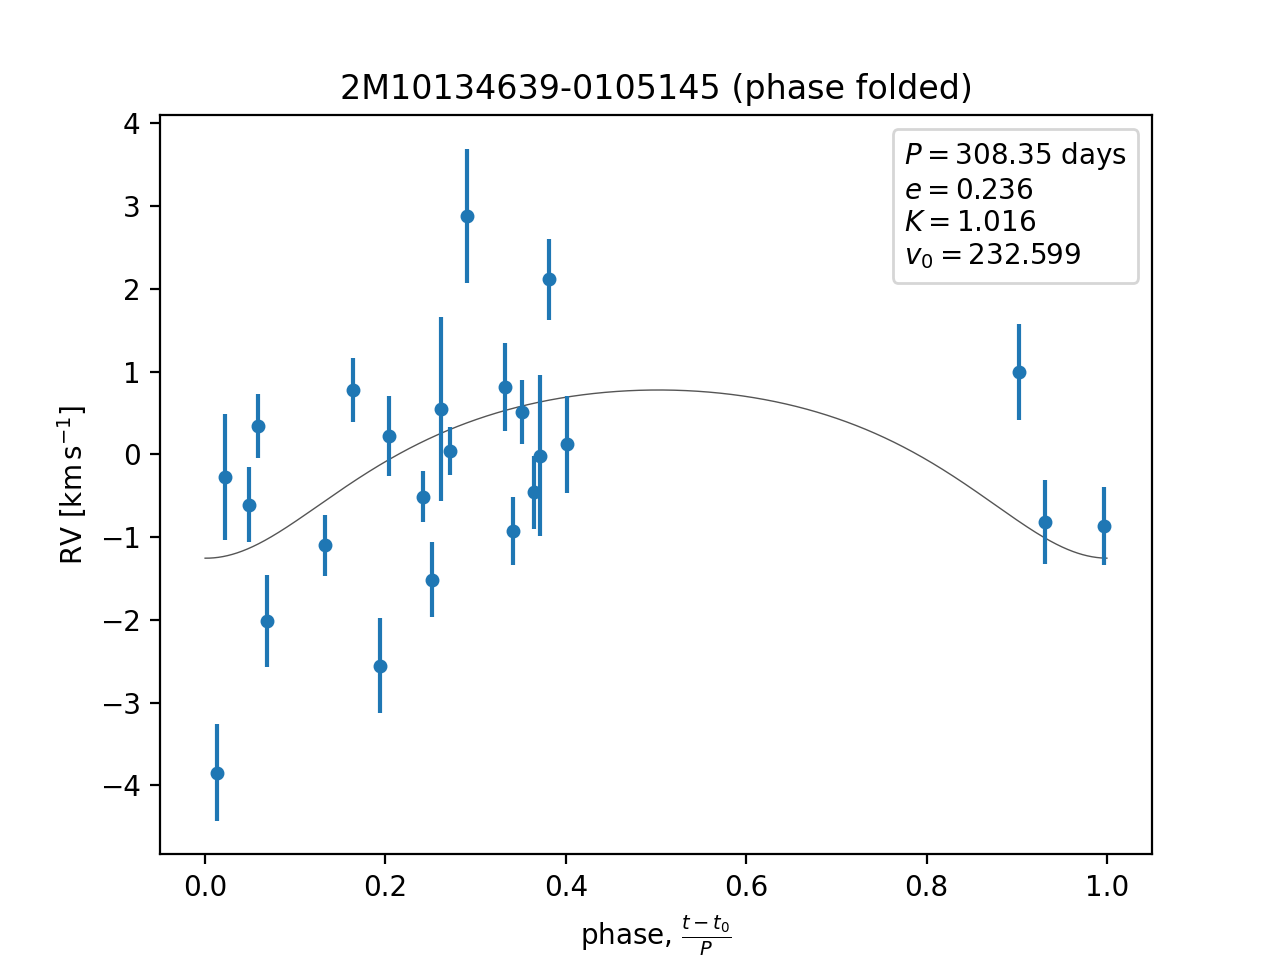 2M10134639-0105145 (phase folded)
P = 308.35 days
e = 0.236
K = 1.016
v₀ = 232.599
RV [km s⁻¹]
4
3
2
1
0
−1
−2
−3
−4
0.0 0.2 0.4 0.6 0.8 1.0
phase, (t − t₀)/P